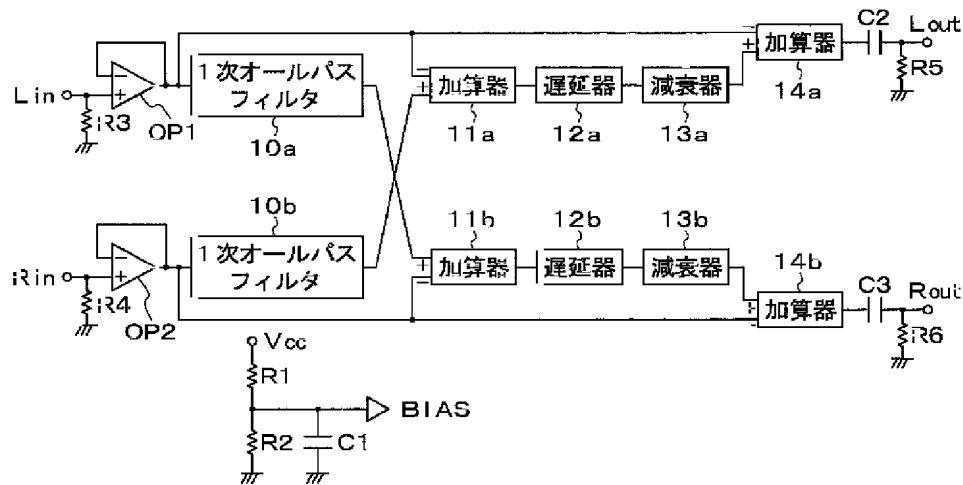 C2 Lout
加算器
R5
14a
Lin
R3
OP1
1次オールパス
フィルタ
10a
加算器
11a
遅延器
12a
減衰器
13a
10b
1次オールパス
フィルタ
Rin
R4
OP2
11b
加算器
12b
遅延器
13b
減衰器
14b
加算器
C3 Rout
R6
Vcc
R1
BIAS
R2
C1